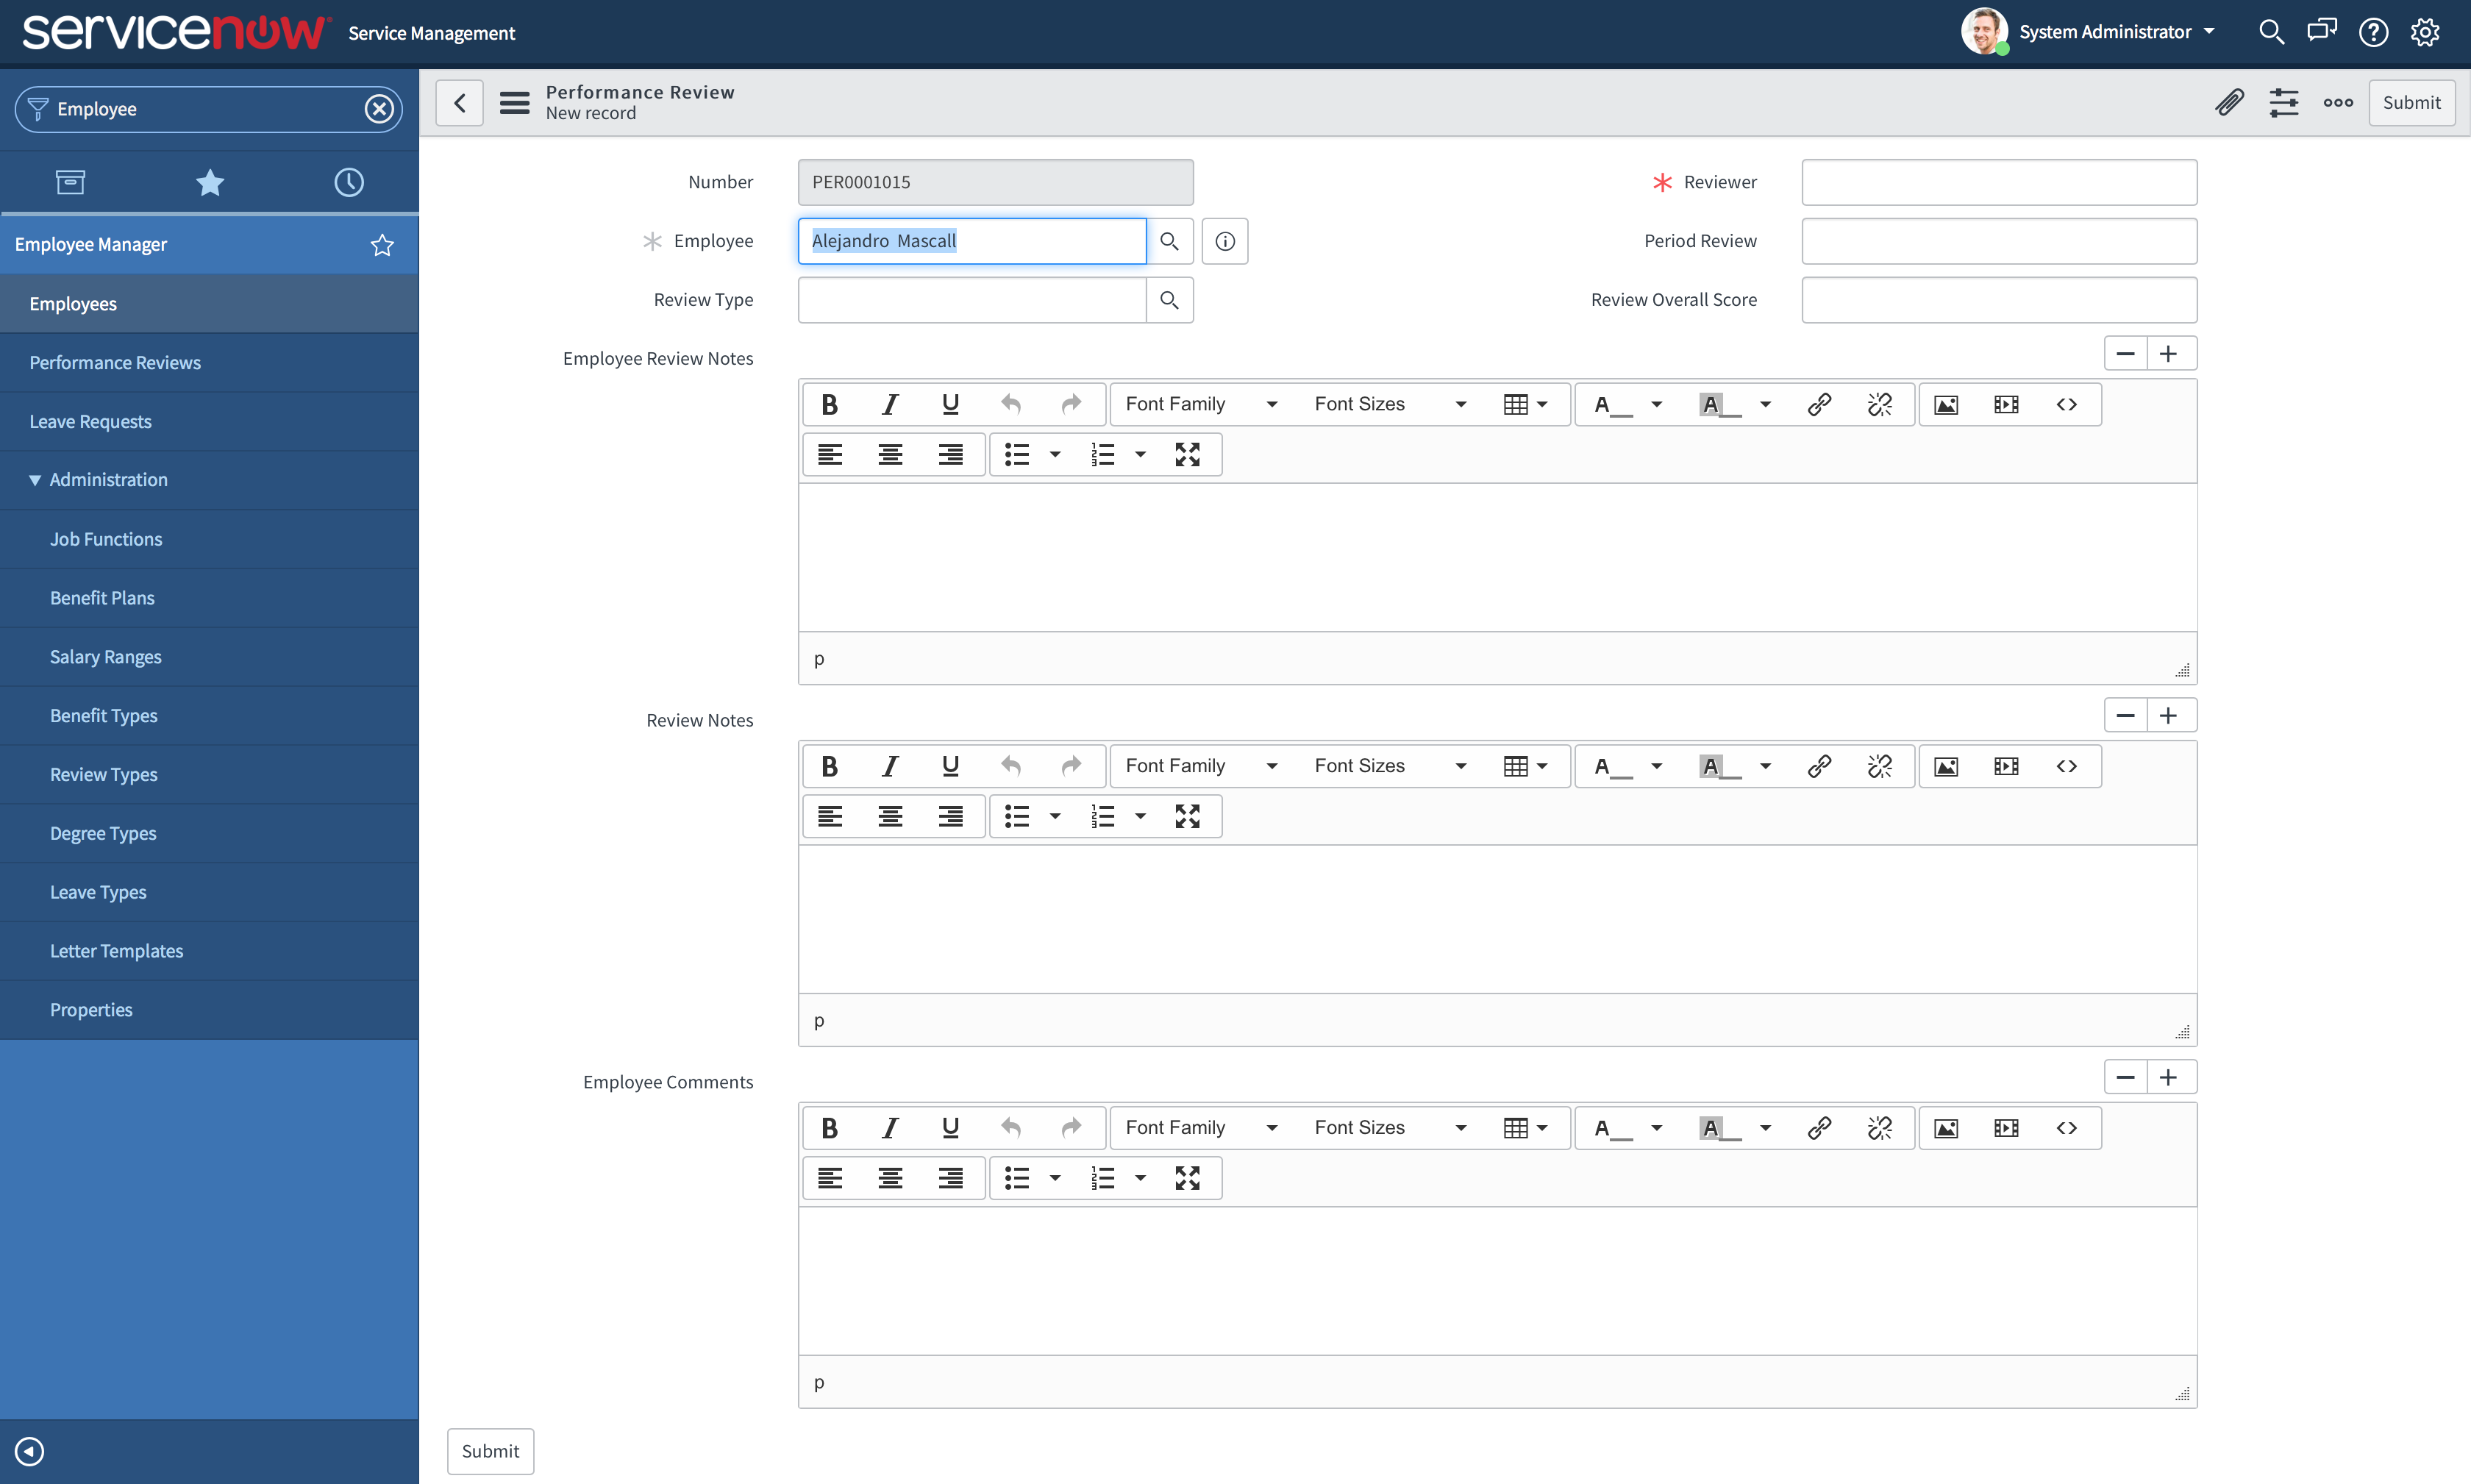 servicenow Service Management
System Administrator
Employee
Employee Manager
Employees
Performance Reviews
Leave Requests
Administration
Job Functions
Benefit Plans
Salary Ranges
Benefit Types
Review Types
Degree Types
Leave Types
Letter Templates
Properties
Performance Review
New record
Submit
Number PER0001015
Reviewer
Employee Alejandro Mascall
Period Review
Review Type
Review Overall Score
Employee Review Notes
B I U Font Family Font Sizes A A
p
Review Notes
B I U Font Family Font Sizes A A
p
Employee Comments
B I U Font Family Font Sizes A A
p
Submit